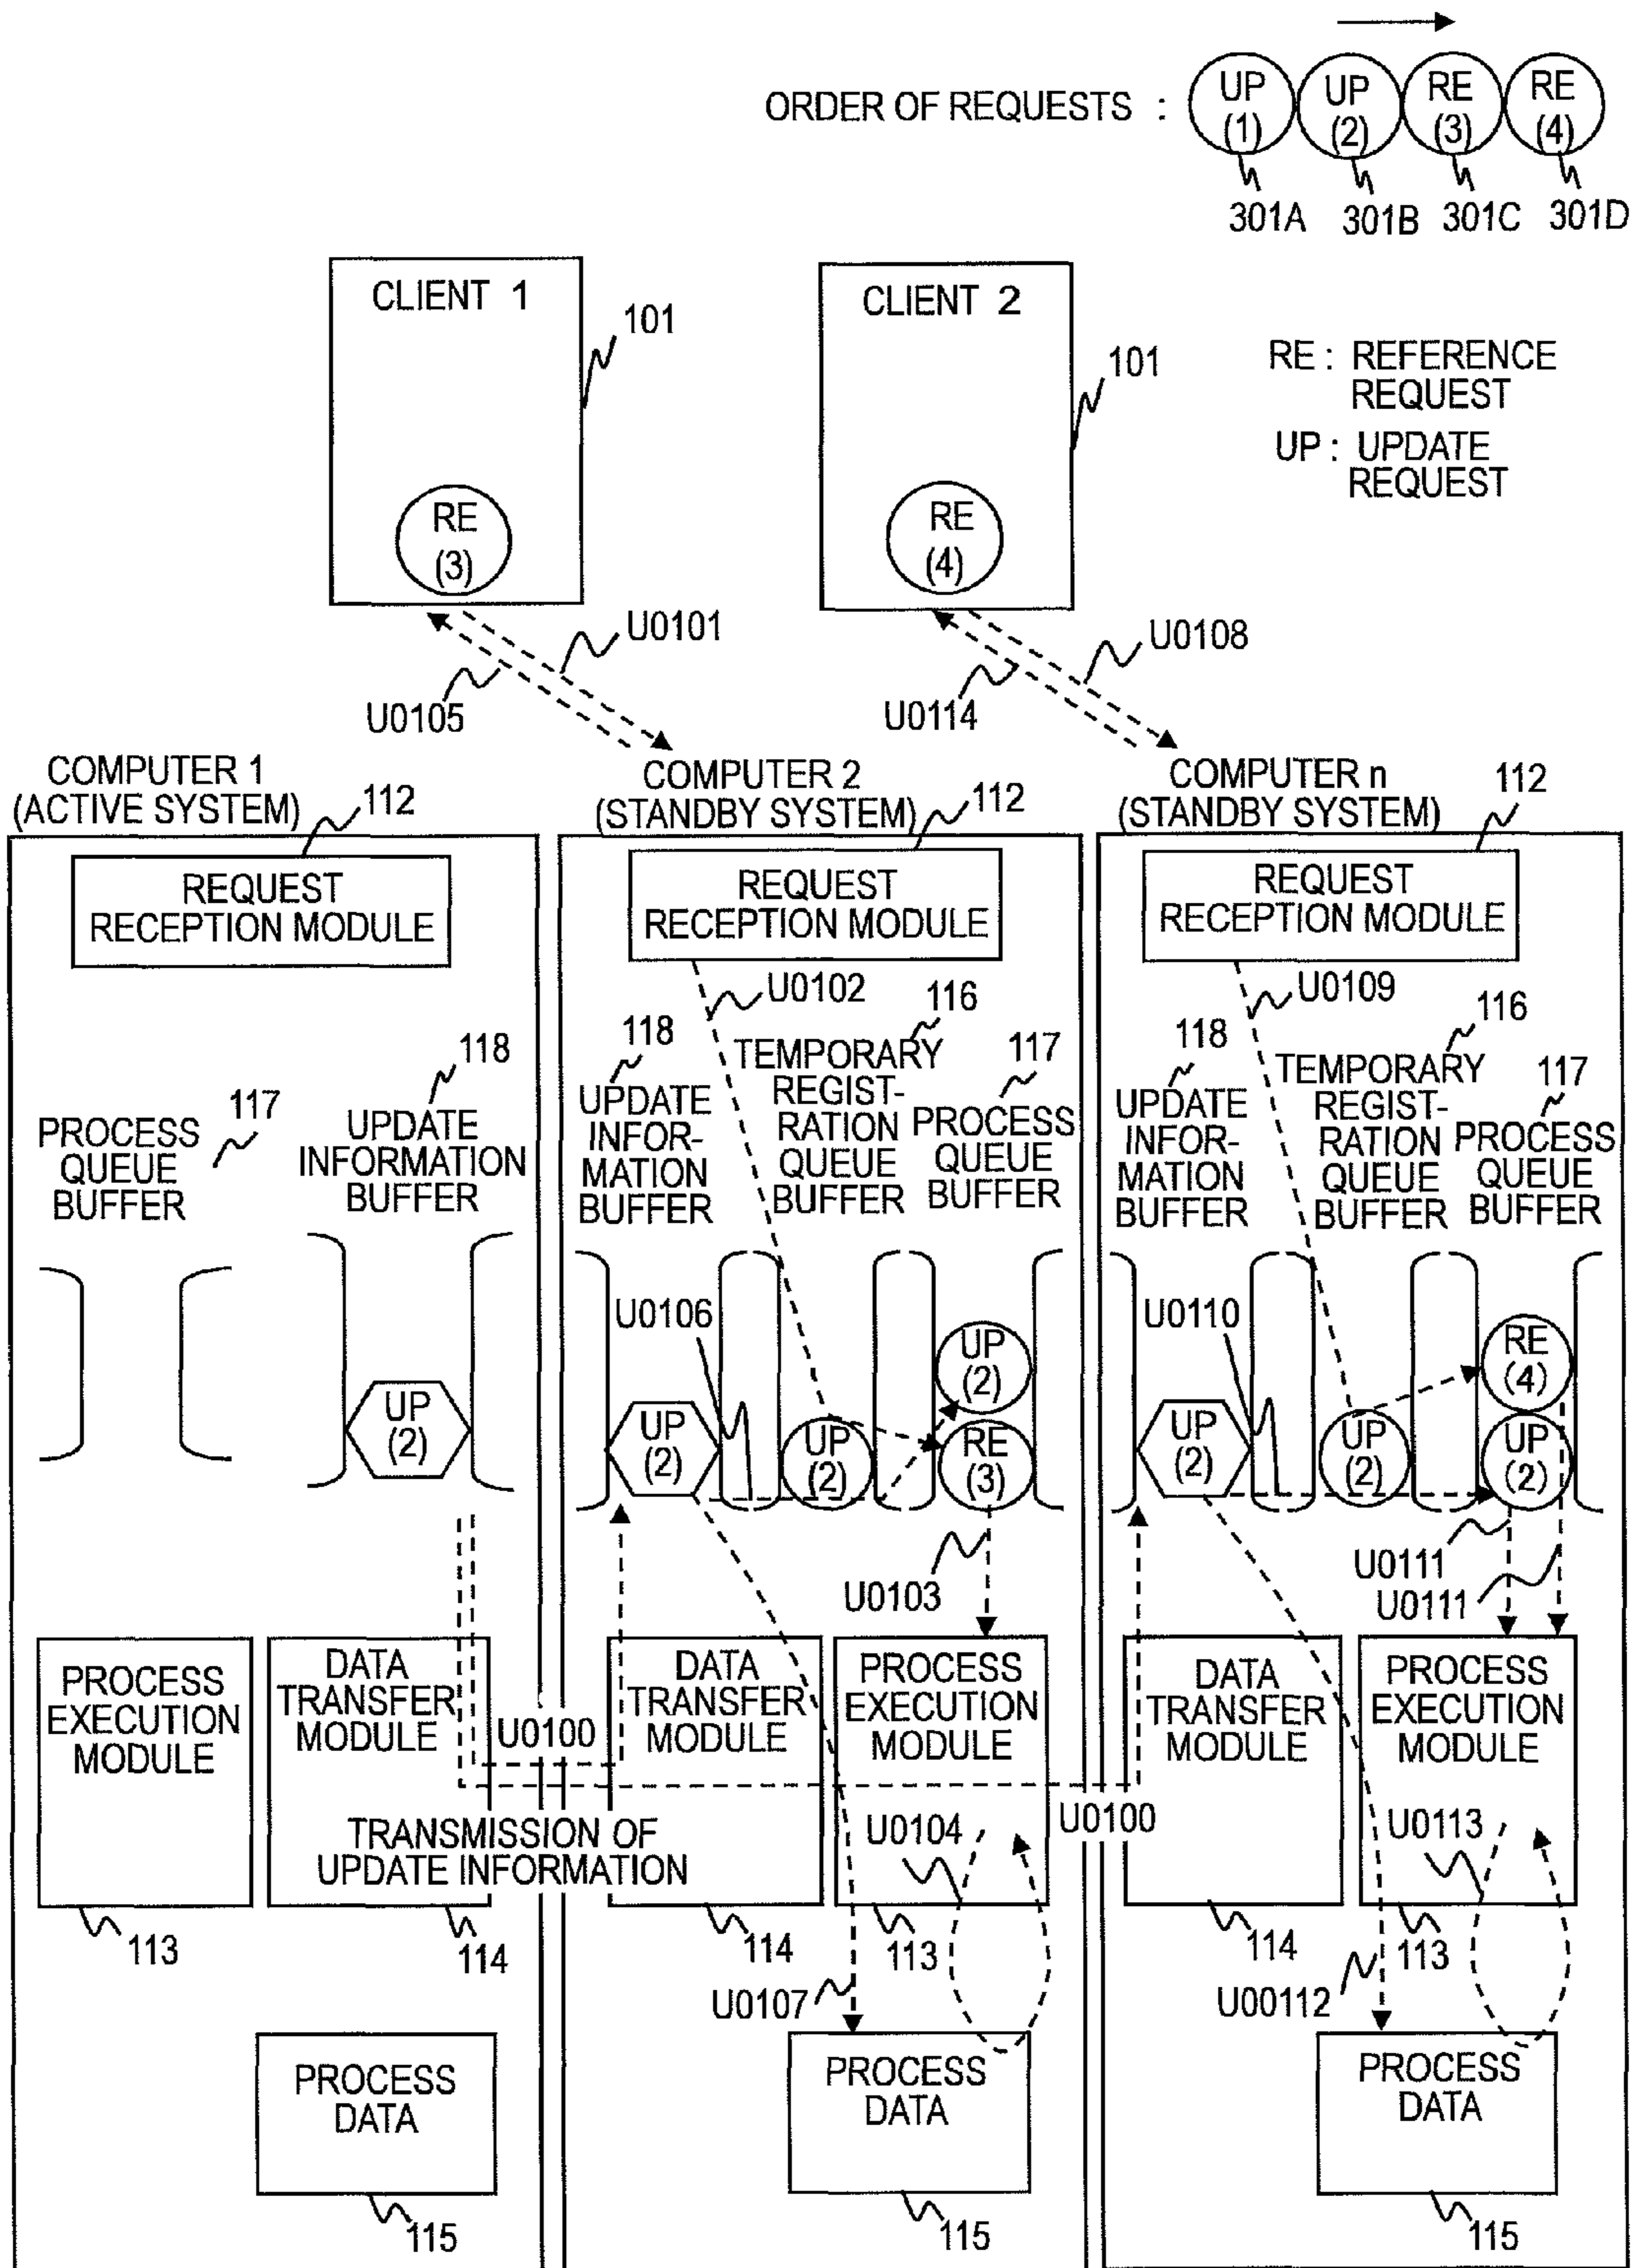 ORDER OF REQUESTS :
UP
(1)
UP
(2)
RE
(3)
RE
(4)
301A
301B
301C
301D
CLIENT 1
101
RE
(3)
CLIENT 2
101
RE
(4)
RE : REFERENCE
REQUEST
UP : UPDATE
REQUEST
U0101
U0105
U0108
U0114
COMPUTER 1
(ACTIVE SYSTEM)
112
REQUEST
RECEPTION MODULE
117
PROCESS
QUEUE
BUFFER
118
UPDATE
INFORMATION
BUFFER
UP
(2)
PROCESS
EXECUTION
MODULE
113
DATA
TRANSFER
MODULE
114
U0100
TRANSMISSION OF
UPDATE INFORMATION
PROCESS
DATA
115
COMPUTER 2
(STANDBY SYSTEM)
112
REQUEST
RECEPTION MODULE
U0102
118
UPDATE
INFOR-
MATION
BUFFER
116
TEMPORARY
REGIST-
RATION
QUEUE
BUFFER
117
PROCESS
QUEUE
BUFFER
U0106
UP
(2)
UP
(2)
UP
(2)
RE
(3)
U0103
DATA
TRANSFER
MODULE
114
PROCESS
EXECUTION
MODULE
U0104
113
U0100
U0107
PROCESS
DATA
115
COMPUTER n
(STANDBY SYSTEM)
112
REQUEST
RECEPTION MODULE
U0109
118
UPDATE
INFOR-
MATION
BUFFER
116
TEMPORARY
REGIST-
RATION
QUEUE
BUFFER
117
PROCESS
QUEUE
BUFFER
U0110
UP
(2)
UP
(2)
RE
(4)
UP
(2)
U0111
U0111
DATA
TRANSFER
MODULE
114
PROCESS
EXECUTION
MODULE
U0113
113
U00112
PROCESS
DATA
115